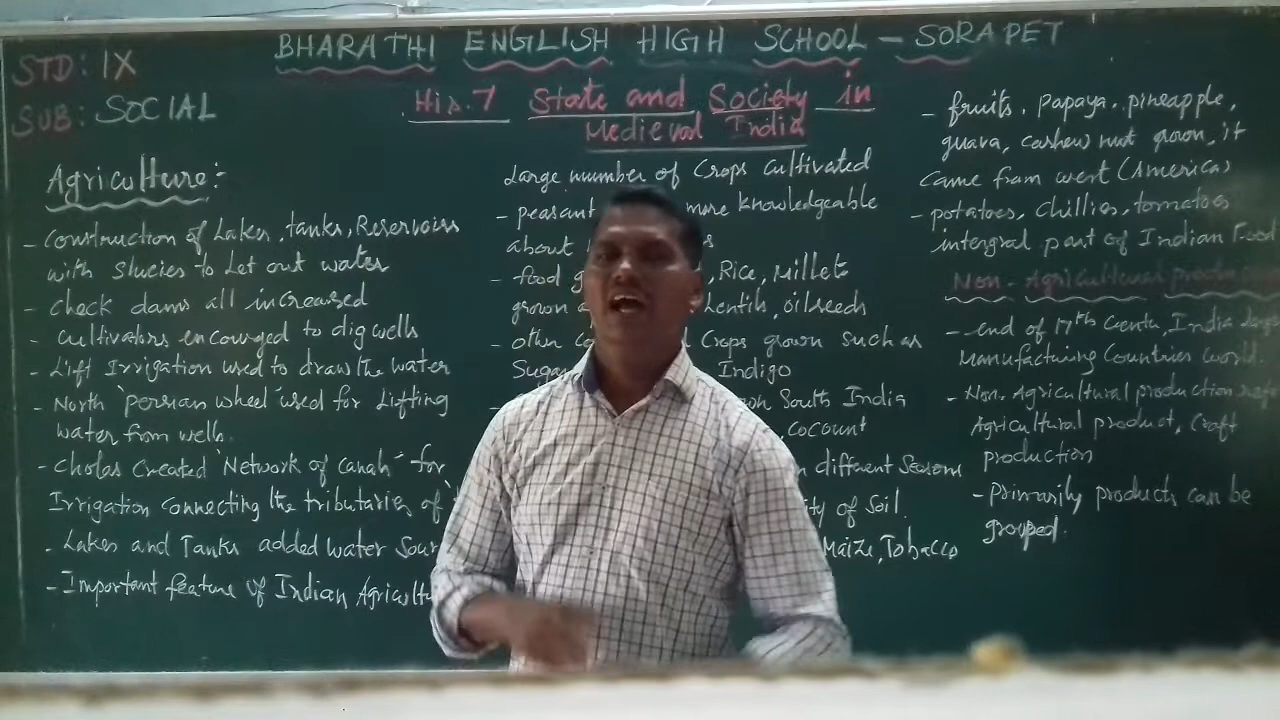 BHARATHI ENGLISH HIGH SCHOOL – SORAPET
STD: IX
SUB: SOCIAL
His.7 State and Society in
Medieval India
Agriculture:-
- Construction of Lakes, tanks, Reservoirs
with slucies to Let out water
- Check dams all increased
- Cultivators encouraged to dig wells
- Lift Irrigation used to draw the water
- North 'persian wheel' used for Lifting
water from wells.
- Cholas Created 'Network of Canals' for
Irrigation connecting the tributaries of
- Lakes and Tanks added water
- Important feature of Indian
Large number of Crops cultivated
- peasant more knowledgeable
about
- food , Rice, Millets
grown Lentils, oilseeds
- other Crops grown such as
Indigo
South India
, Cocount
different Seasons
of Soil.
Maize, Tobacco
- fruits, Papaya, pineapple,
guava, cashew nut grown, it
Came from west (America)
- potatoes, Chillies, tomatoes
intergral part of Indian Food
Non-Agricultural
- end of 17th Centu, India
Manufacturing Countries world.
- Non-Agricultural production
Agricultural product, Craft
production
- Primarily products can be
grouped.